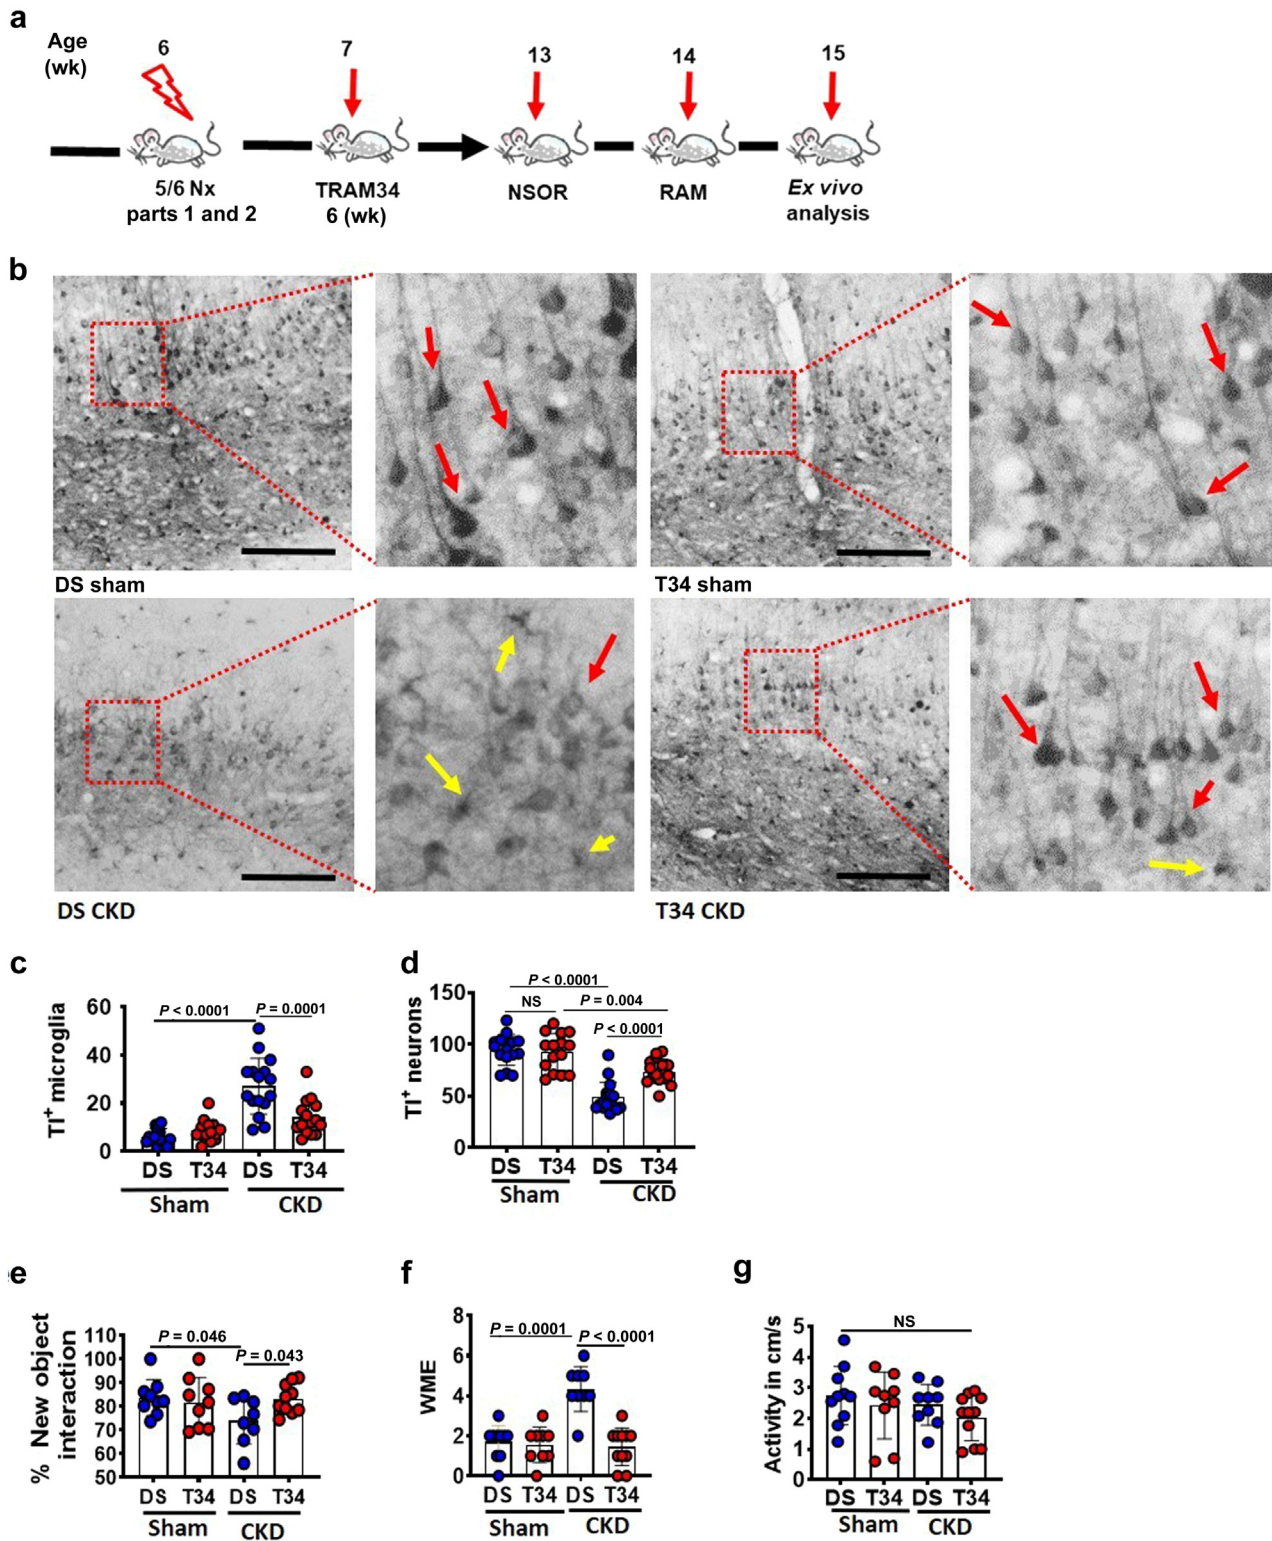 a
Age
(wk)
6
7
13
14
15
5/6 Nx
parts 1 and 2
TRAM34
6 (wk)
NSOR
RAM
Ex vivo
analysis
b
DS sham
T34 sham
DS CKD
T34 CKD
c
TI+ microglia
60
40
20
0
P < 0.0001
P = 0.0001
DS
T34
DS
T34
Sham
CKD
d
TI+ neurons
150
100
50
0
P < 0.0001
NS
P = 0.004
P < 0.0001
DS
T34
DS
T34
Sham
CKD
e
% New object
interaction
110
100
90
80
70
60
50
P = 0.046
P = 0.043
DS
T34
DS
T34
Sham
CKD
f
WME
8
6
4
2
0
P = 0.0001
P < 0.0001
DS
T34
DS
T34
Sham
CKD
g
Activity in cm/s
5
4
3
2
1
0
NS
DS
T34
DS
T34
Sham
CKD